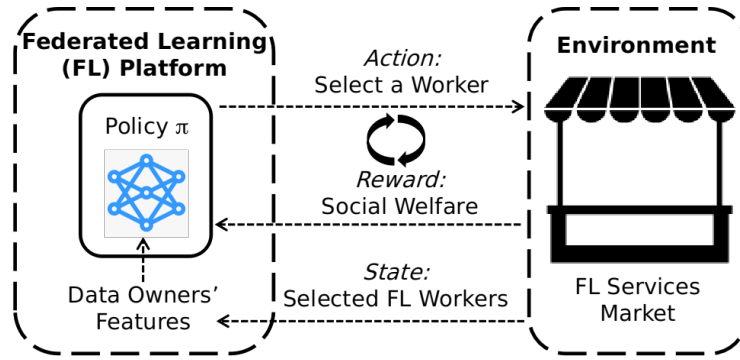 Federated Learning
(FL) Platform
Policy π
Data Owners’
Features
Action:
Select a Worker
Reward:
Social Welfare
State:
Selected FL Workers
Environment
FL Services
Market